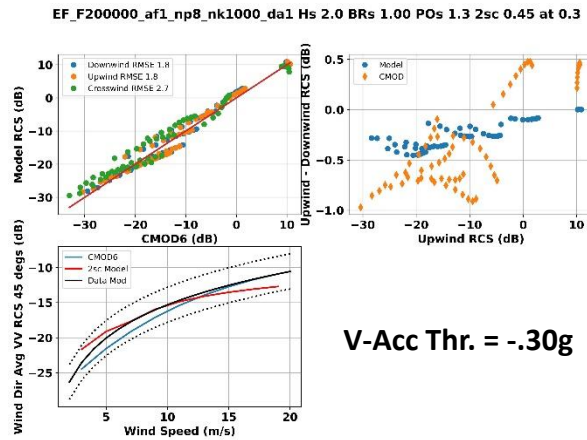 EF_F200000_af1_np8_nk1000_da1 Hs 2.0 BRs 1.00 POs 1.3 2sc 0.45 at 0.3
Model RCS (dB)
10
0
−10
−20
−30
Downwind RMSE 1.8
Upwind RMSE 1.8
Crosswind RMSE 2.7
−30 −20 −10 0 10
CMOD6 (dB)
Upwind - Downwind RCS (dB)
0.5
0.0
−0.5
−1.0
Model
CMOD
−30 −20 −10 0 10
Upwind RCS (dB)
Wind Dir Avg VV RCS 45 degs (dB)
−10
−15
−20
−25
CMOD6
2sc Model
Data Mod
5 10 15 20
Wind Speed (m/s)
V-Acc Thr. = -.30g